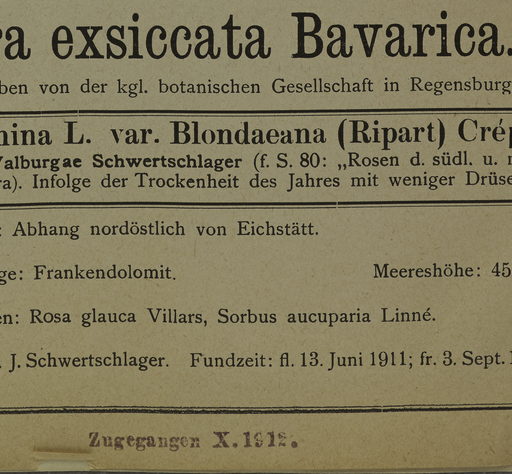 ra exsiccata Bavarica.
ben von der kgl. botanischen Gesellschaft in Regensburg
nina L. var. Blondaeana (Ripart) Crép
Valburgae Schwertschlager (f. S. 80: „Rosen d. südl. u. m
ra). Infolge der Trockenheit des Jahres mit weniger Drüse
: Abhang nordöstlich von Eichstätt.
ge: Frankendolomit. Meereshöhe: 45
en: Rosa glauca Villars, Sorbus aucuparia Linné.
. J. Schwertschlager. Fundzeit: fl. 13. Juni 1911; fr. 3. Sept.
Zugegangen X. 1912.